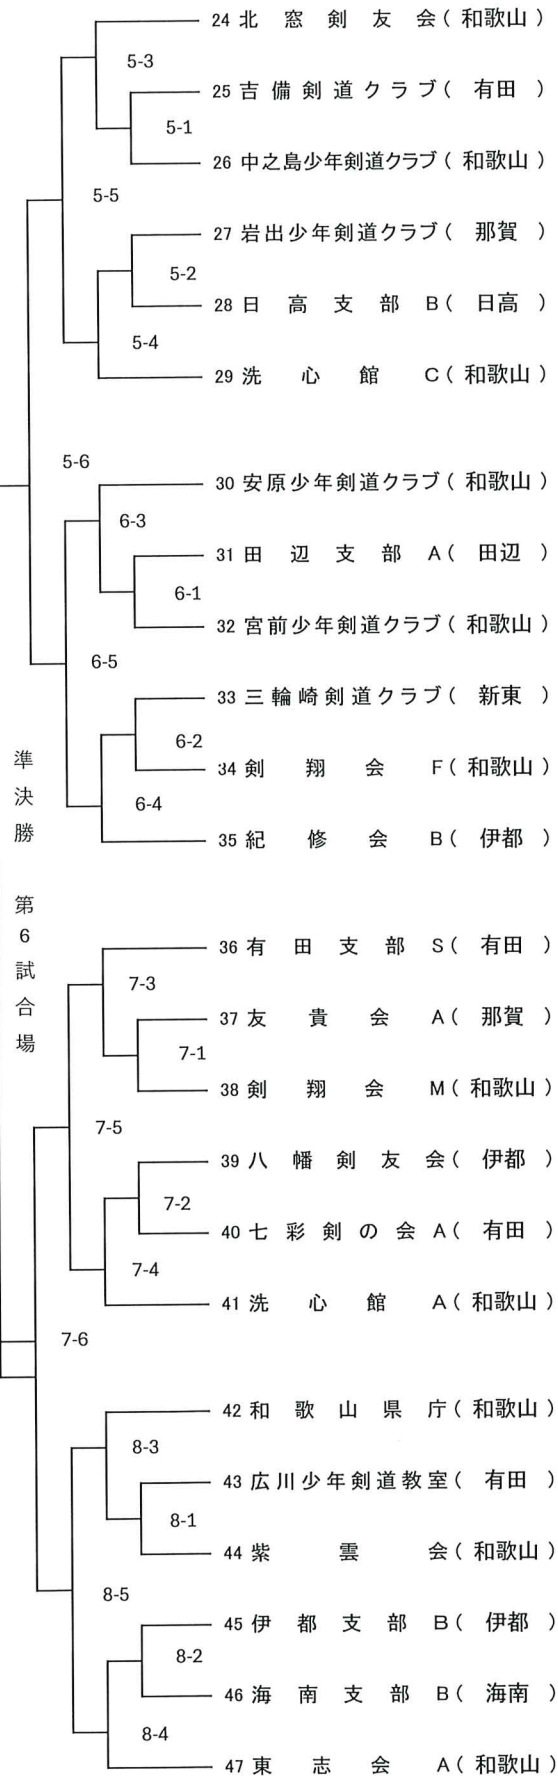 24 北窓剣友会(和歌山)
5-3
25 吉備剣道クラブ(有田)
5-1
26 中之島少年剣道クラブ(和歌山)
5-5
27 岩出少年剣道クラブ(那賀)
5-2
28 日高支部B(日高)
5-4
29 洗心館C(和歌山)
5-6
30 安原少年剣道クラブ(和歌山)
6-3
31 田辺支部A(田辺)
6-1
32 宮前少年剣道クラブ(和歌山)
6-5
33 三輪崎剣道クラブ(新東)
6-2
34 剣翔会F(和歌山)
6-4
35 紀修会B(伊都)
準決勝
第6試合場
36 有田支部S(有田)
7-3
37 友貴会A(那賀)
7-1
38 剣翔会M(和歌山)
7-5
39 八幡剣友会(伊都)
7-2
40 七彩剣の会A(有田)
7-4
41 洗心館A(和歌山)
7-6
42 和歌山県庁(和歌山)
8-3
43 広川少年剣道教室(有田)
8-1
44 紫雲会(和歌山)
8-5
45 伊都支部B(伊都)
8-2
46 海南支部B(海南)
8-4
47 東志会A(和歌山)